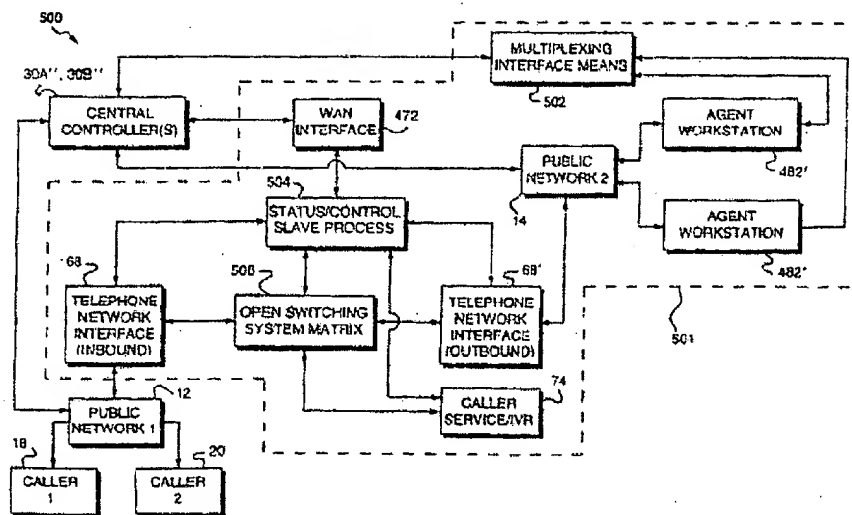 500
30A'', 30B''
CENTRAL
CONTROLLER(S)
WAN
INTERFACE
472
MULTIPLEXING
INTERFACE MEANS
502
AGENT
WORKSTATION
482'
PUBLIC
NETWORK 2
14
AGENT
WORKSTATION
482'
504
STATUS/CONTROL
SLAVE PROCESS
68
TELEPHONE
NETWORK
INTERFACE
(INBOUND)
506
OPEN SWITCHING
SYSTEM MATRIX
68'
TELEPHONE
NETWORK
INTERFACE
(OUTBOUND)
501
74
CALLER
SERVICE/IVR
12
PUBLIC
NETWORK 1
18
CALLER
1
20
CALLER
2